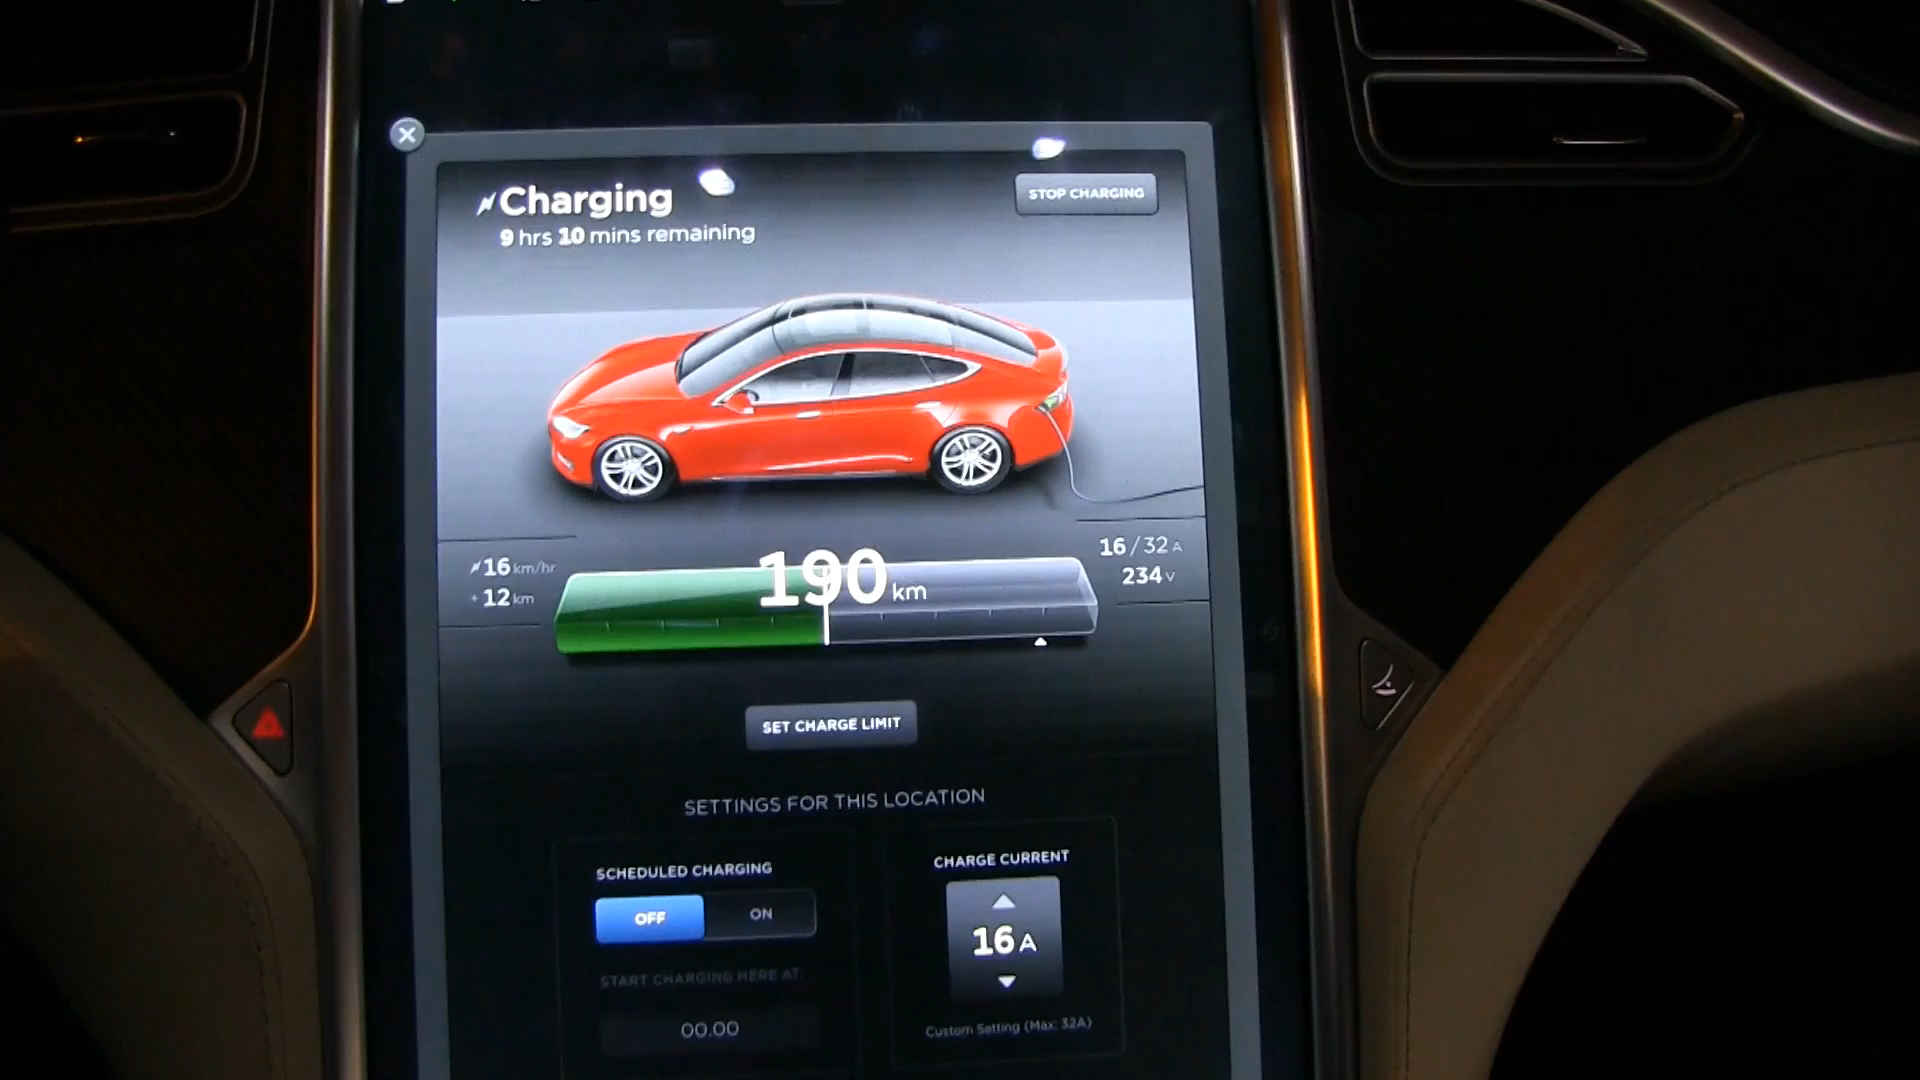 Charging
STOP CHARGING
9 hrs 10 mins remaining
16 km/hr
+ 12 km
190 km
16/32 A
234 V
SET CHARGE LIMIT
SETTINGS FOR THIS LOCATION
SCHEDULED CHARGING
OFF ON
START CHARGING HERE AT:
00.00
CHARGE CURRENT
16 A
Custom Setting (Max: 32A)